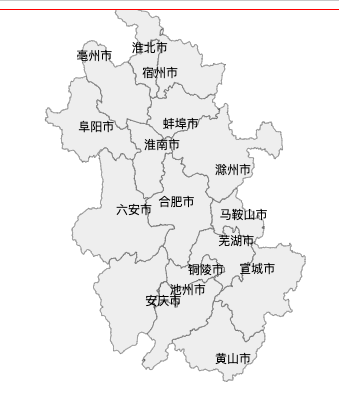 淮北市
亳州市
宿州市
蚌埠市
阜阳市
淮南市
滁州市
合肥市
六安市
马鞍山市
芜湖市
铜陵市
宣城市
池州市
安庆市
黄山市